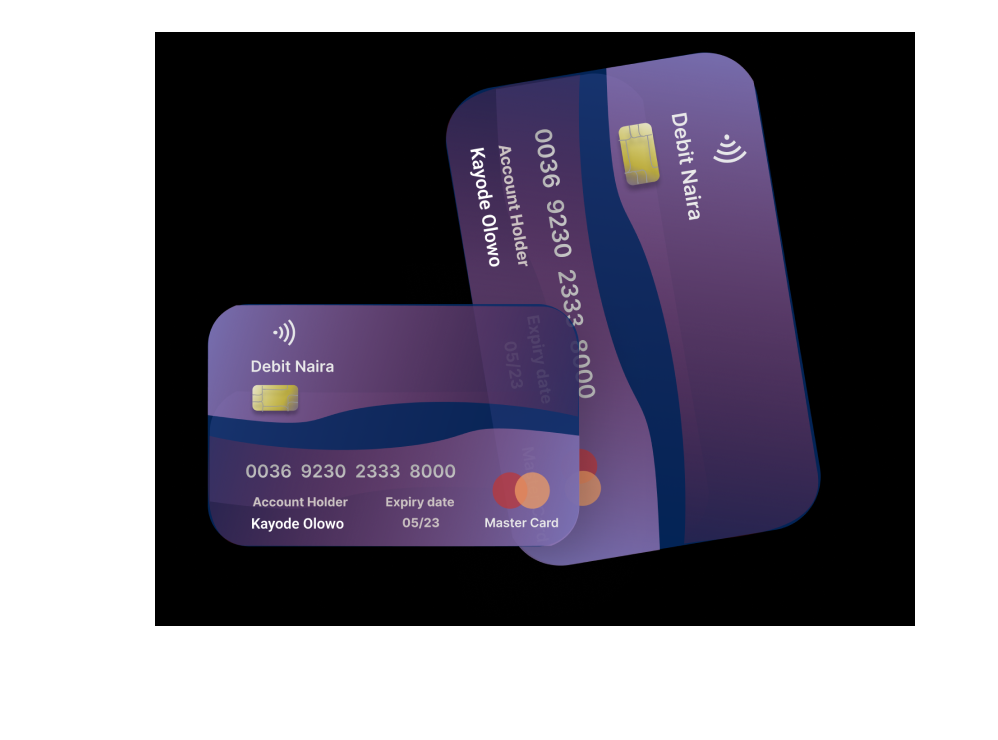 Debit Naira
0036 9230 2333 8000
Account Holder
Kayode Olowo
Expiry date
05/23
Debit Naira
0036 9230 2333 8000
Account Holder Expiry date
Kayode Olowo 05/23 Master Card